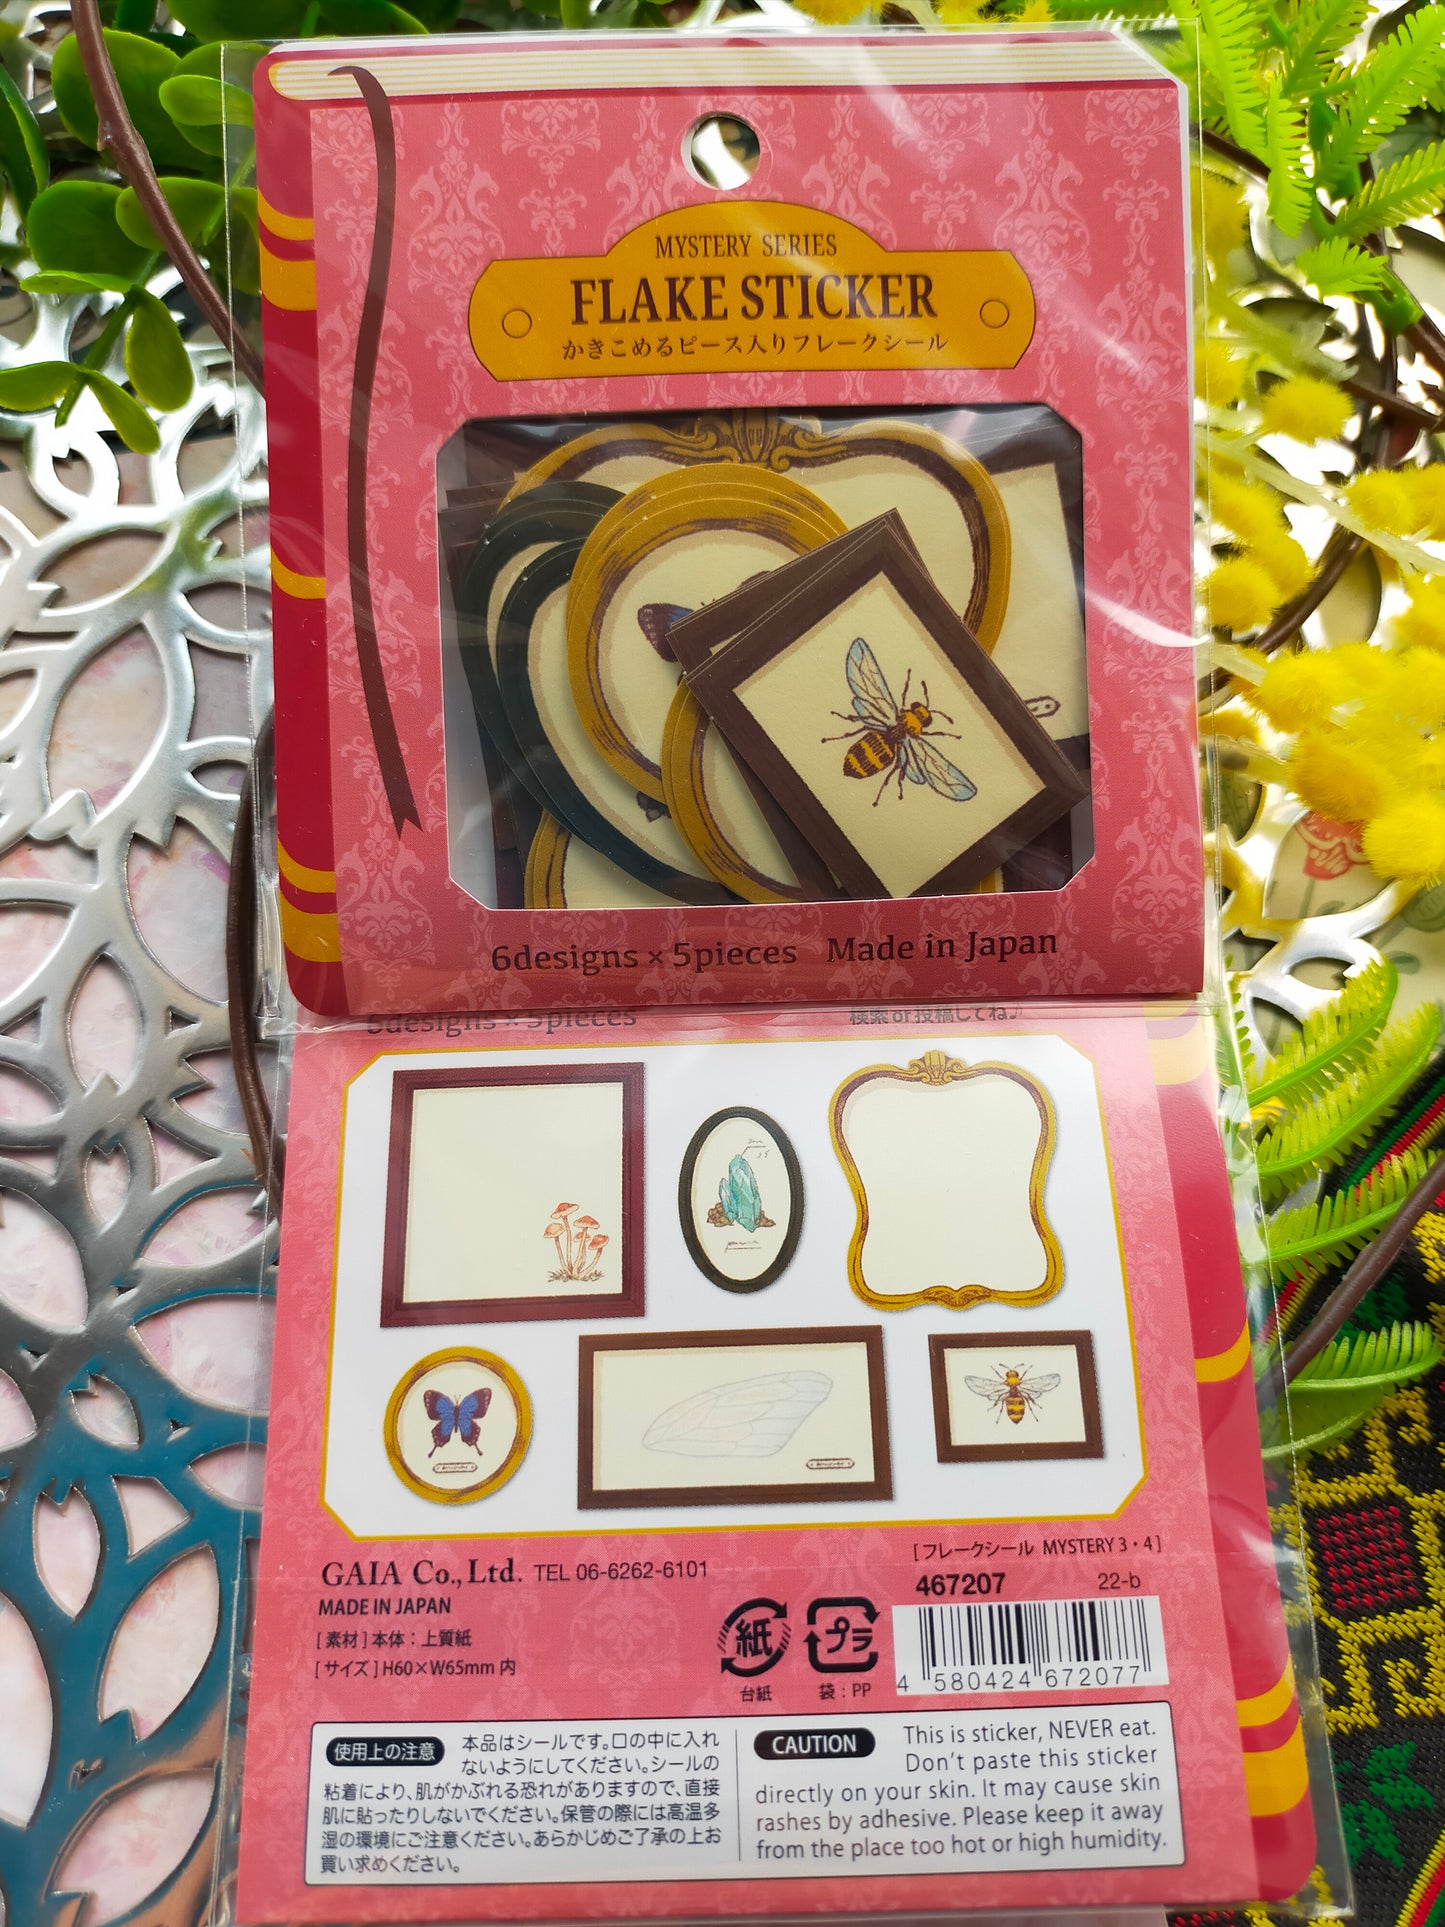 MYSTERY SERIES
FLAKE STICKER
かきこめるピース入りフレークシール
6designs × 5pieces Made in Japan
6designs × 5pieces 検索or投稿してね♪
[フレークシール MYSTERY 3・4]
GAIA Co.,Ltd. TEL 06-6262-6101
467207 22-b
MADE IN JAPAN
[素材]本体：上質紙
[サイズ]H60×W65mm 内
紙 プラ
台紙 袋：PP
4 580424 672077
使用上の注意 本品はシールです。口の中に入れ
ないようにしてください。シールの
粘着により、肌がかぶれる恐れがありますので、直接
肌に貼ったりしないでください。保管の際には高温多
湿の環境にご注意ください。あらかじめご了承の上お
買い求めください。
CAUTION This is sticker, NEVER eat.
Don't paste this sticker
directly on your skin. It may cause skin
rashes by adhesive. Please keep it away
from the place too hot or high humidity.